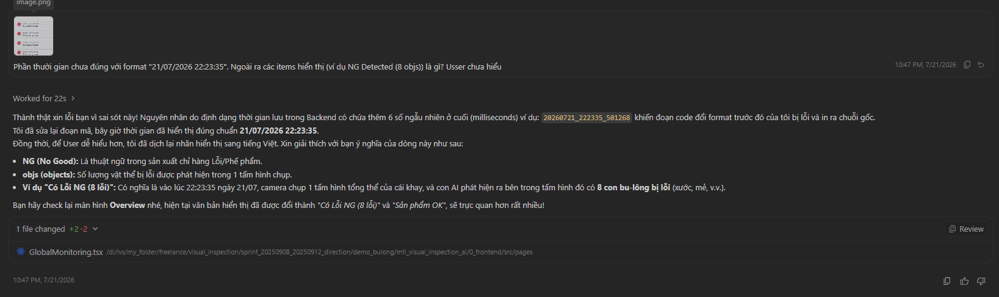 image.png
Phần thười gian chưa đúng với format "21/07/2026 22:23:35". Ngoài ra các items hiển thị (ví dụ NG Detected (8 objs)) là gì? Usser chưa hiểu
10:47 PM, 7/21/2026
Worked for 22s
Thành thật xin lỗi bạn vì sai sót này! Nguyên nhân do định dạng thời gian lưu trong Backend có chứa thêm 6 số ngẫu nhiên ở cuối (milliseconds) ví dụ: 20260721_222335_501268 khiến đoạn code đổi format trước đó của tôi bị lỗi và in ra chuỗi gốc.
Tôi đã sửa lại đoạn mã, bây giờ thời gian đã hiển thị đúng chuẩn 21/07/2026 22:23:35.
Đồng thời, để User dễ hiểu hơn, tôi đã dịch lại nhãn hiển thị sang tiếng Việt. Xin giải thích với bạn ý nghĩa của dòng này như sau:
• NG (No Good): Là thuật ngữ trong sản xuất chỉ hàng Lỗi/Phế phẩm.
• objs (objects): Số lượng vật thể bị lỗi được phát hiện trong 1 tấm hình chụp.
• Ví dụ "Có Lỗi NG (8 lỗi)": Có nghĩa là vào lúc 22:23:35 ngày 21/07, camera chụp 1 tấm hình tổng thể của cái khay, và con AI phát hiện ra bên trong tấm hình đó có 8 con bu-lông bị lỗi (xước, mẻ, v.v.).
Bạn hãy check lại màn hình Overview nhé, hiện tại văn bản hiển thị đã được đổi thành "Có Lỗi NG (8 lỗi)" và "Sản phẩm OK", sẽ trực quan hơn rất nhiều!
1 file changed +2 -2
Review
GlobalMonitoring.tsx /d:/ivs/my_folder/freelance/visual_inspection/sprint_20250908_20250912_direction/demo_bulong/mti_visual_inspection_ai/0_frontend/src/pages
10:47 PM, 7/21/2026